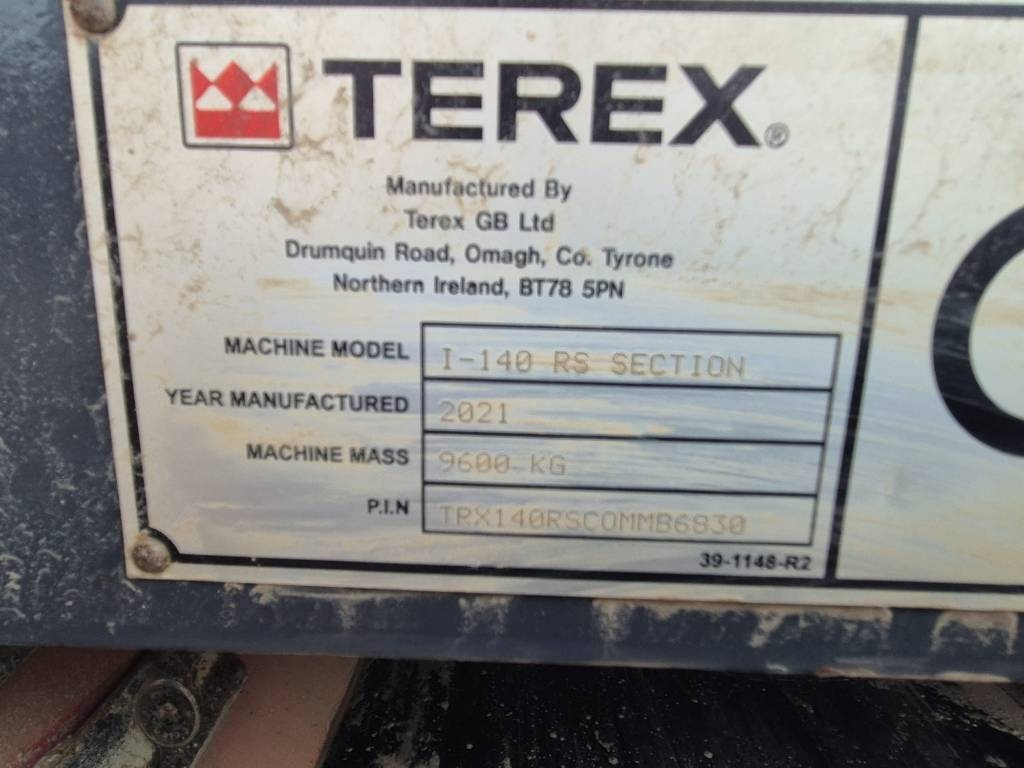 TEREX®
Manufactured By
Terex GB Ltd
Drumquin Road, Omagh, Co. Tyrone
Northern Ireland, BT78 5PN
MACHINE MODEL I-140 RS SECTION
YEAR MANUFACTURED 2021
MACHINE MASS 9600 KG
P.I.N TRX140RSCOMMB6830
39-1148-R2